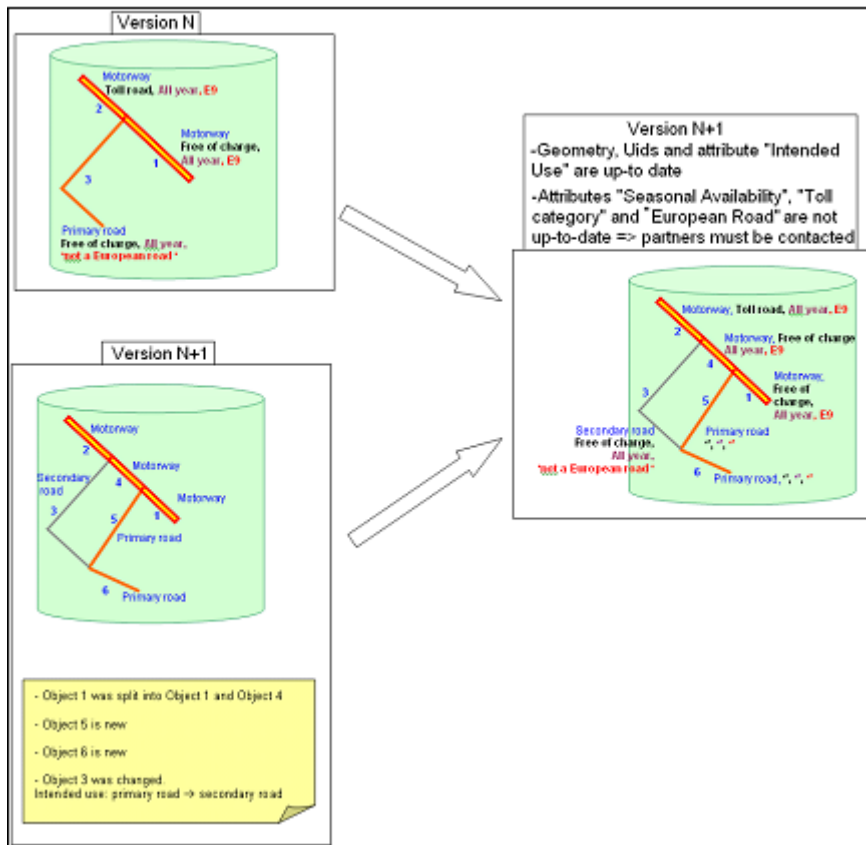 Version N
Motorway
Toll road, All year, E9
2
Motorway
Free of charge,
All year, E9
1
3
Primary road
Free of charge, All year,
"not a European road"
Version N+1
-Geometry, Uids and attribute "Intended
Use" are up-to date
-Attributes "Seasonal Availability", "Toll
category" and "European Road" are not
up-to-date => partners must be contacted
Motorway, Toll road, All year, E9
2
Motorway, Free of charge
All year, E9
4
Motorway,
Free of
charge,
All year, E9
1
3
5
Secondary road
Free of charge,
All year,
"not a European road"
Primary road
"", "", ""
6
Primary road, "", "", ""
Version N+1
Motorway
2
Motorway
4
Secondary
road
Motorway
3
5
1
Primary road
6
Primary road
- Object 1 was split into Object 1 and Object 4
- Object 5 is new
- Object 6 is new
- Object 3 was changed.
Intended use: primary road -> secondary road